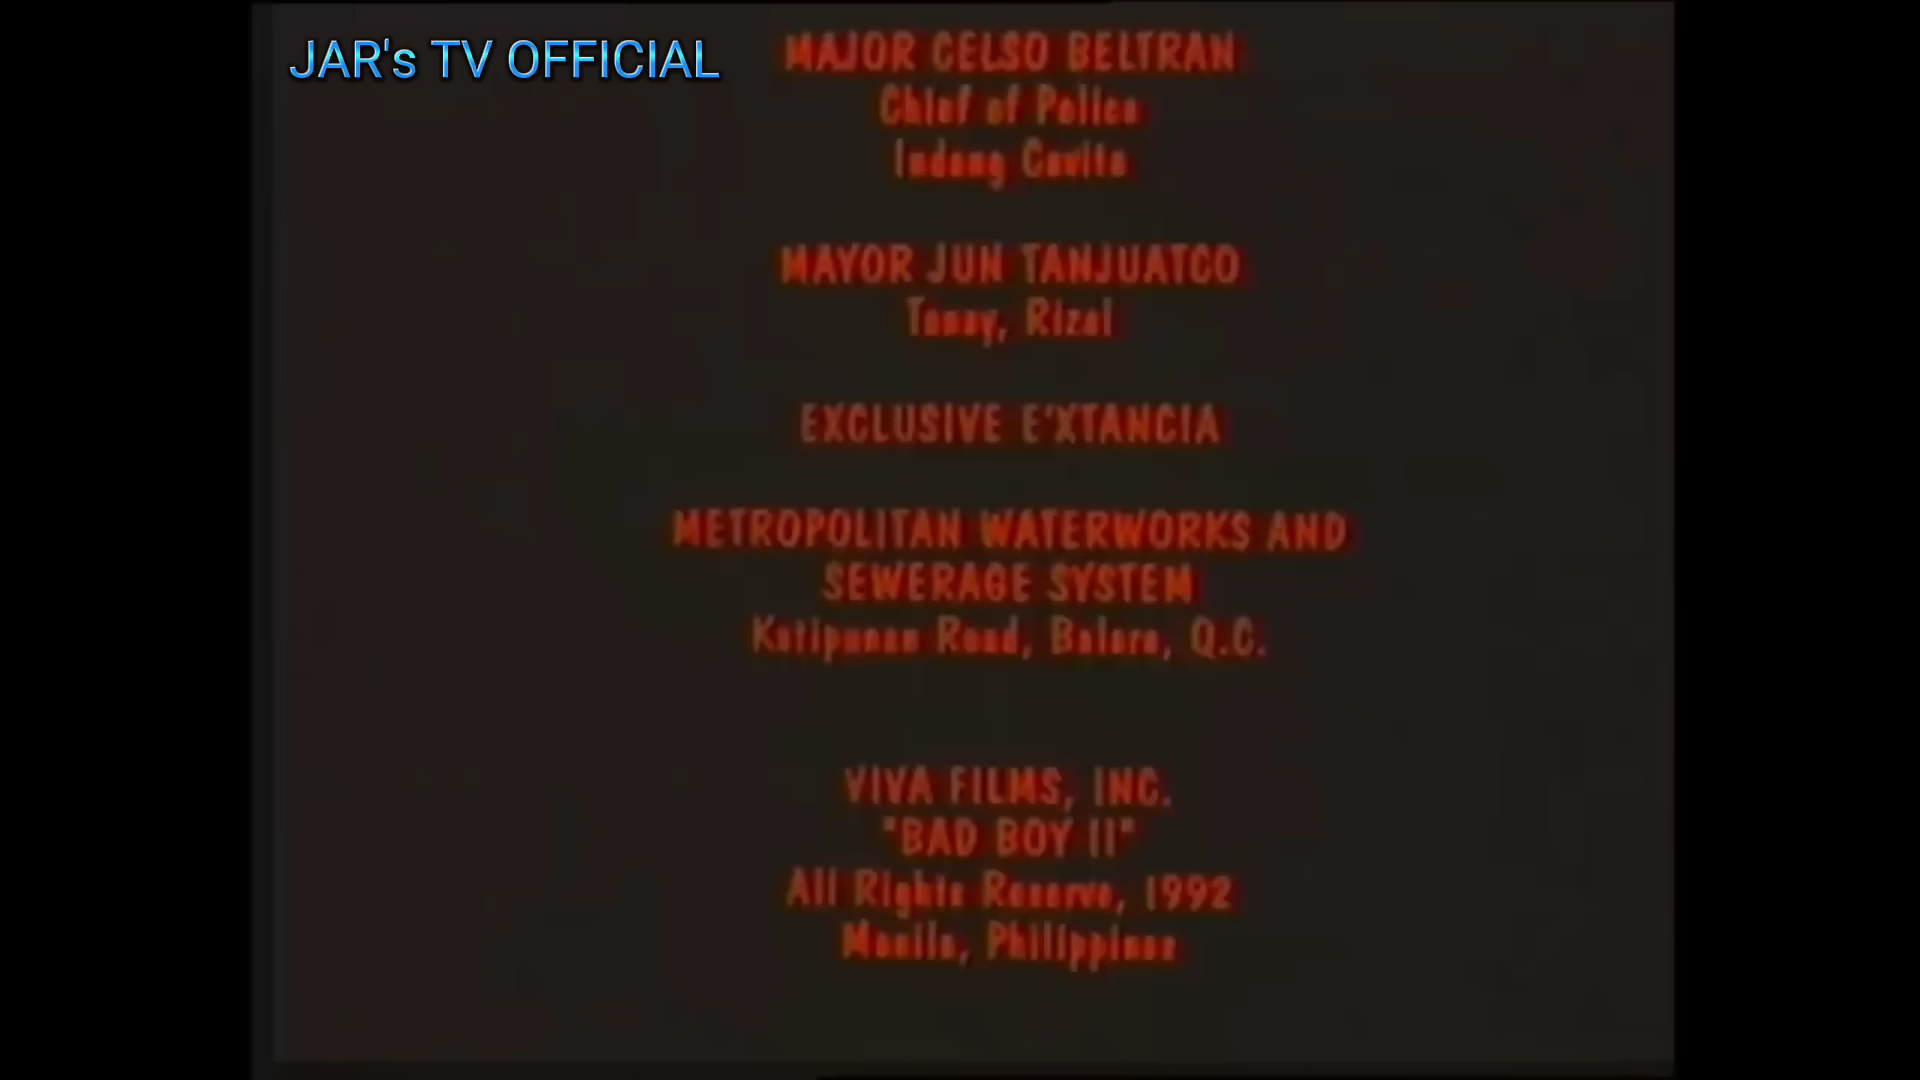 JAR's TV OFFICIAL
MAJOR CELSO BELTRAN
Chief of Police
Indang Cavite
MAYOR JUN TANJUATCO
Tanay, Rizal
EXCLUSIVE E'XTANCIA
METROPOLITAN WATERWORKS AND
SEWERAGE SYSTEM
Katipunan Road, Balara, Q.C.
VIVA FILMS, INC.
"BAD BOY II"
All Rights Reserve, 1992
Manila, Philippines